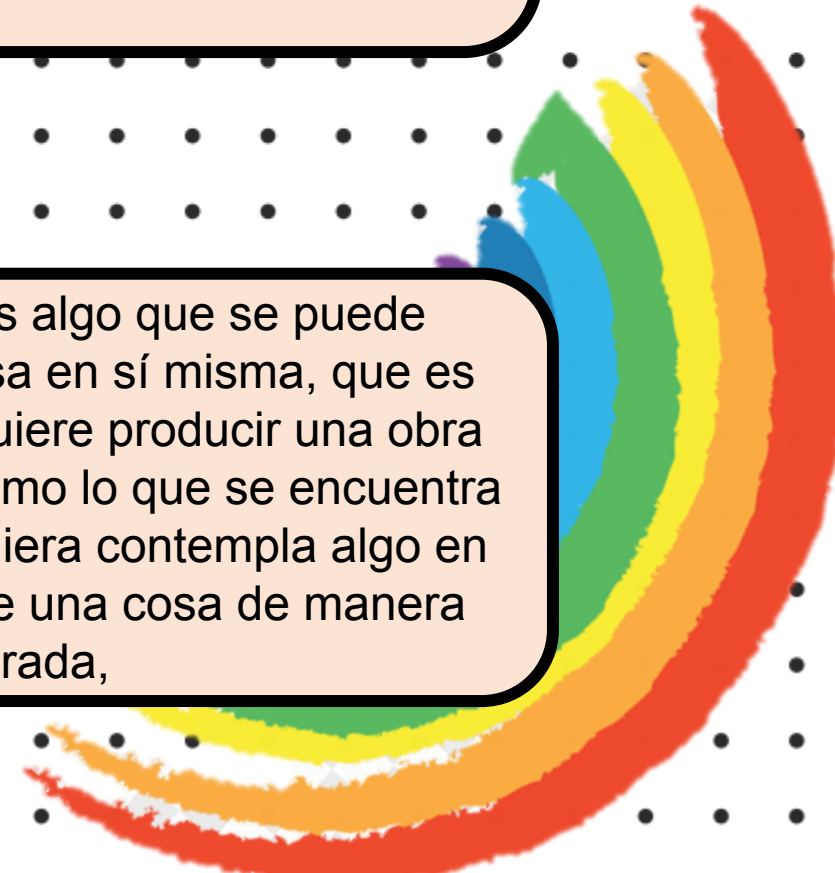 s algo que se puede
sa en sí misma, que es
uiere producir una obra
mo lo que se encuentra
iera contempla algo en
e una cosa de manera
rada,